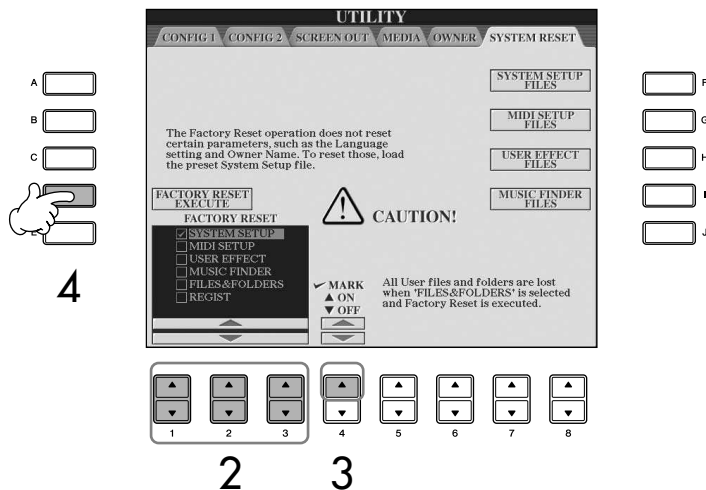 UTILITY
CONFIG 1 CONFIG 2 SCREEN OUT MEDIA OWNER SYSTEM RESET
SYSTEM SETUP
FILES
MIDI SETUP
FILES
The Factory Reset operation does not reset
certain parameters, such as the Language
setting and Owner Name. To reset those, load
the preset System Setup file.
USER EFFECT
FILES
FACTORY RESET
EXECUTE
MUSIC FINDER
FILES
CAUTION!
FACTORY RESET
SYSTEM SETUP
MIDI SETUP
USER EFFECT
MUSIC FINDER
FILES&FOLDERS
REGIST
MARK
▲ ON
▼ OFF
All User files and folders are lost
when 'FILES&FOLDERS' is selected
and Factory Reset is executed.
A
B
C
F
G
H
I
J
4
1 2 3 4 5 6 7 8
2 3